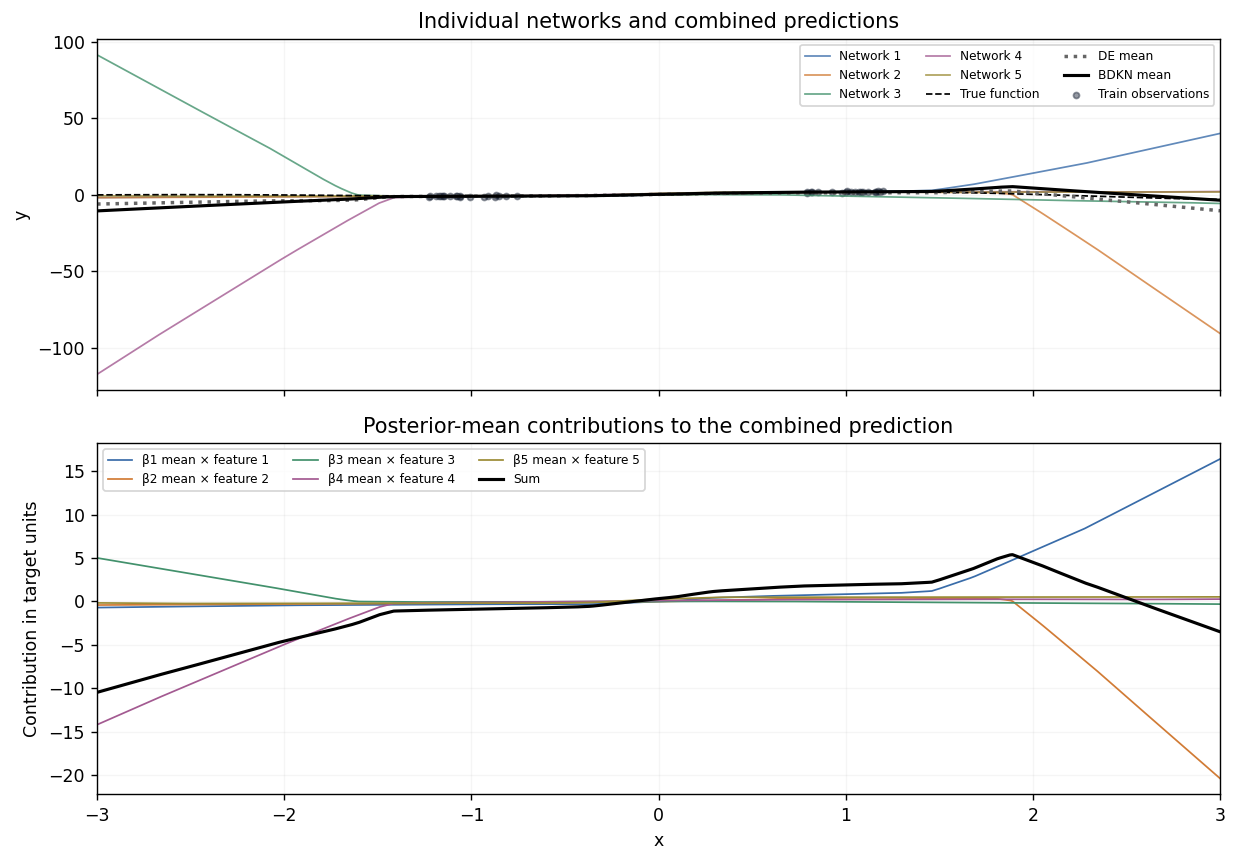 Individual networks and combined predictions
100
50
0
−50
−100
y
Network 1
Network 2
Network 3
Network 4
Network 5
True function
DE mean
BDKN mean
Train observations
Posterior-mean contributions to the combined prediction
15
10
5
0
−5
−10
−15
−20
Contribution in target units
β1 mean × feature 1
β2 mean × feature 2
β3 mean × feature 3
β4 mean × feature 4
β5 mean × feature 5
Sum
−3
−2
−1
0
1
2
3
x